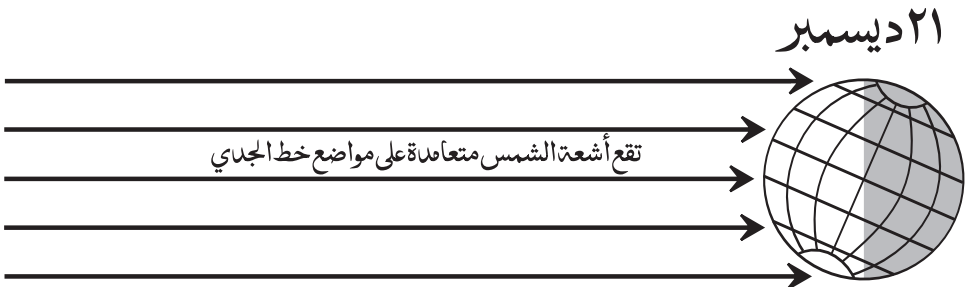 ٢١ ديسمبر
تقع أشعة الشمس متعامدة على مواضع خط الجدي